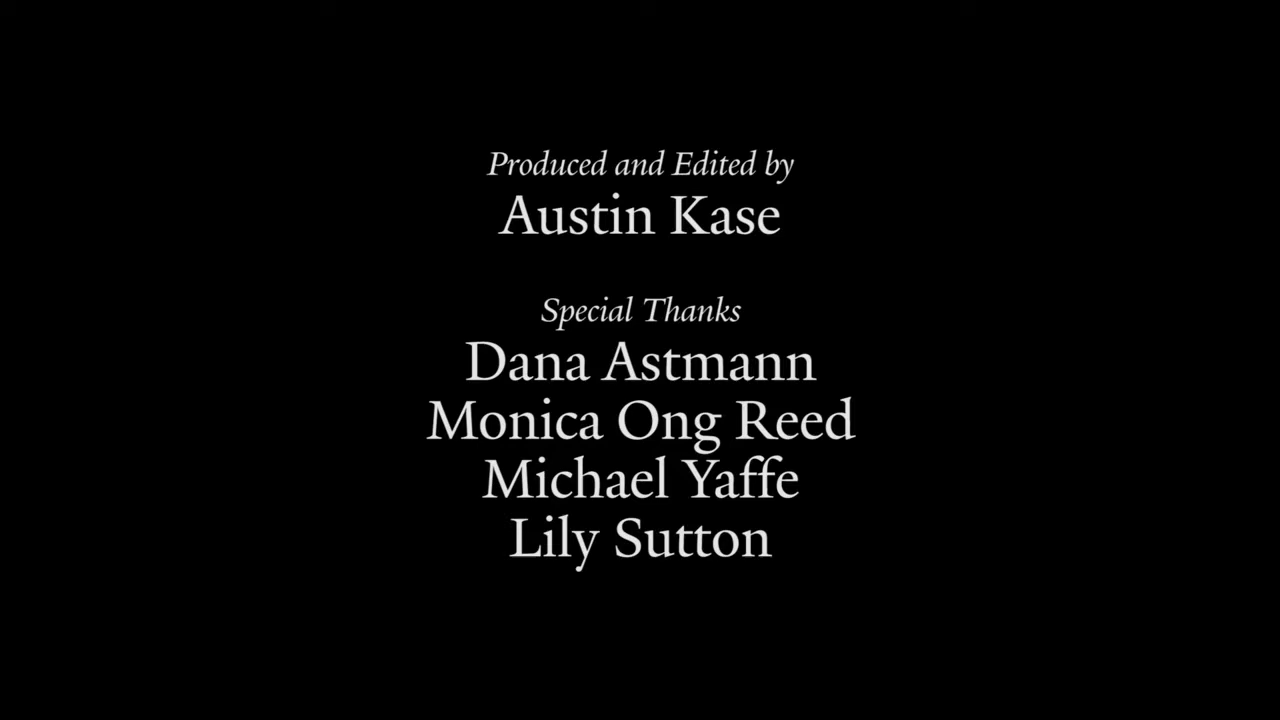 Produced and Edited by
Austin Kase
Special Thanks
Dana Astmann
Monica Ong Reed
Michael Yaffe
Lily Sutton